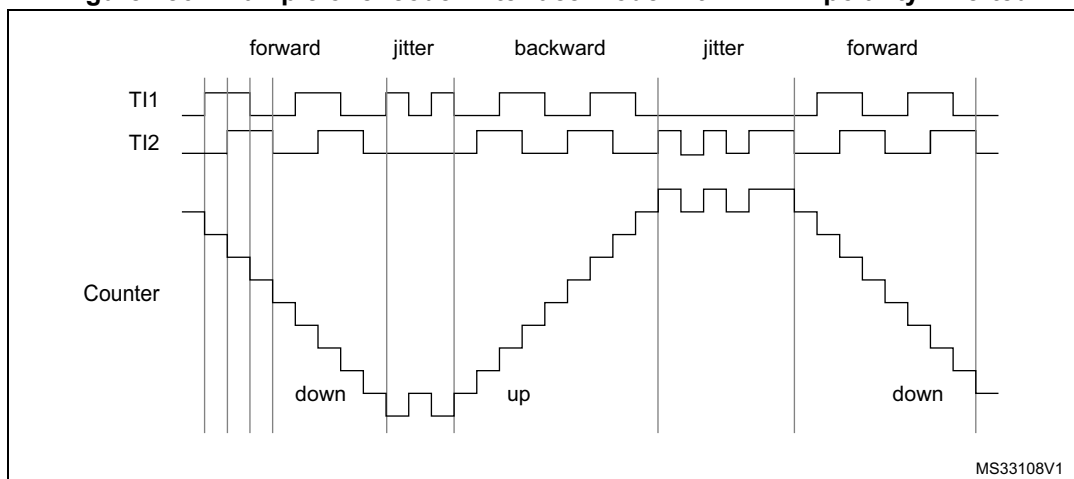 forward jitter backward jitter forward
TI1
TI2
Counter
down up down
MS33108V1